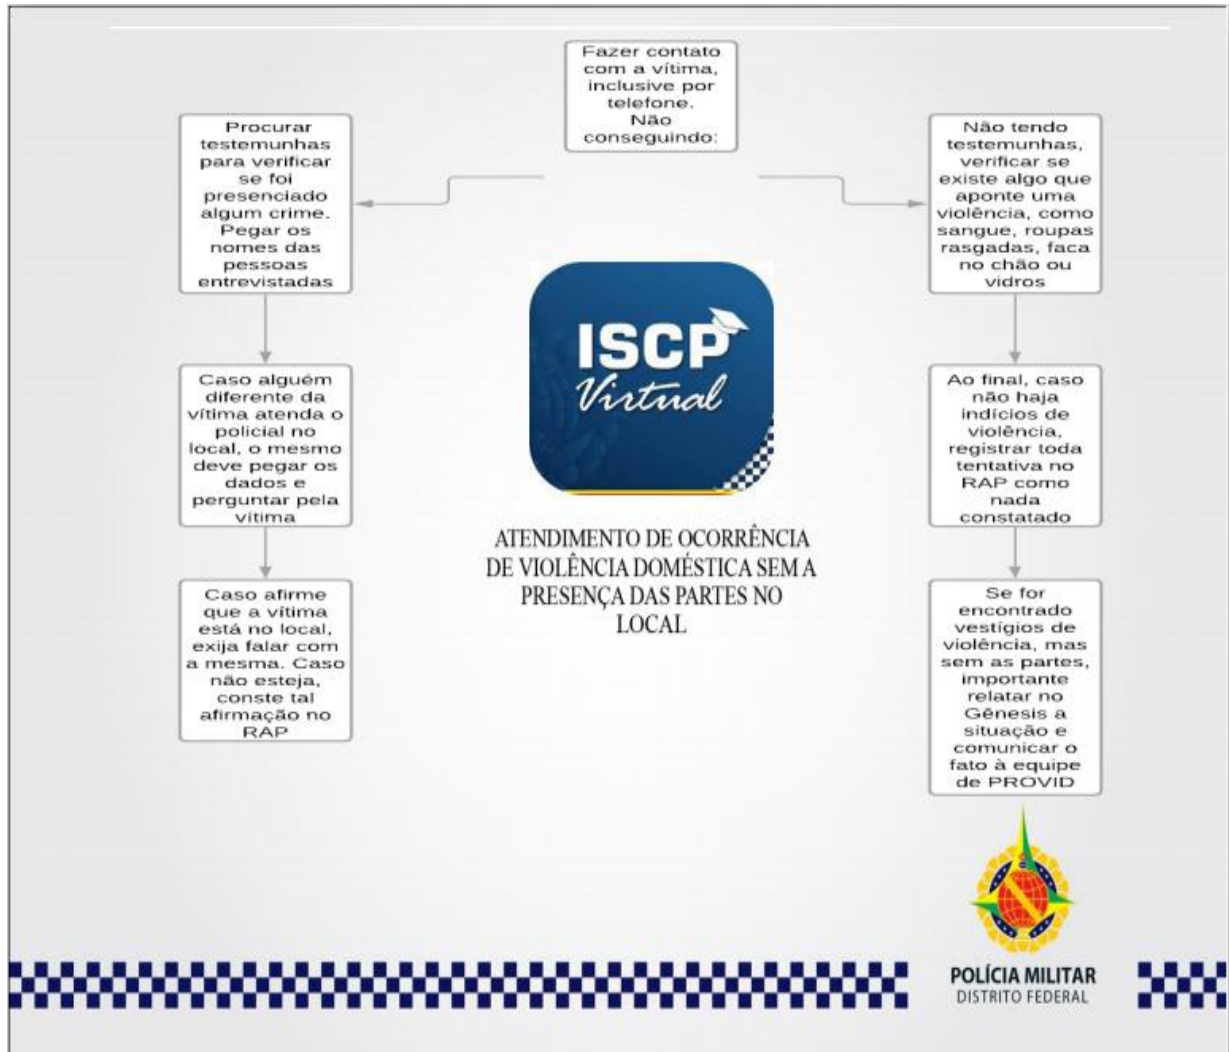 Fazer contato
com a vítima,
inclusive por
telefone.
Não
conseguindo:
Procurar
testemunhas
para verificar
se foi
presenciado
algum crime.
Pegar os
nomes das
pessoas
entrevistadas
Caso alguém
diferente da
vítima atenda o
policial no
local, o mesmo
deve pegar os
dados e
perguntar pela
vítima
Caso afirme
que a vítima
está no local,
exija falar com
a mesma. Caso
não esteja,
conste tal
afirmação no
RAP
ISCP
Virtual
ATENDIMENTO DE OCORRÊNCIA
DE VIOLÊNCIA DOMÉSTICA SEM A
PRESENÇA DAS PARTES NO
LOCAL
Não tendo
testemunhas,
verificar se
existe algo que
aponte uma
violência, como
sangue, roupas
rasgadas, faca
no chão ou
vidros
Ao final, caso
não haja
indícios de
violência,
registrar toda
tentativa no
RAP como
nada
constatado
Se for
encontrado
vestígios de
violência, mas
sem as partes,
importante
relatar no
Gênesis a
situação e
comunicar o
fato à equipe
de PROVID
POLÍCIA MILITAR
DISTRITO FEDERAL